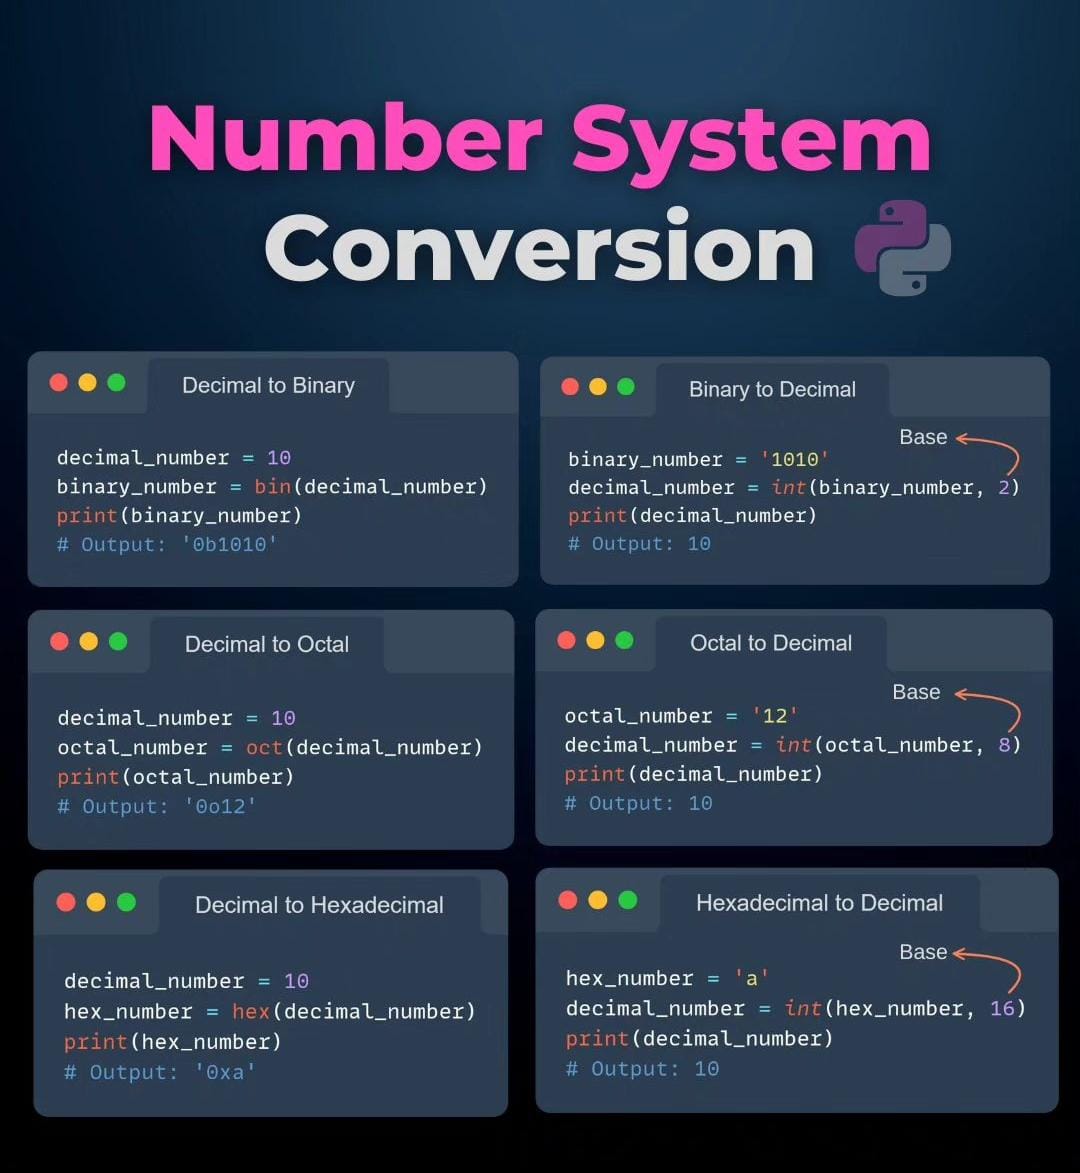 Number System
Conversion
Decimal to Binary
decimal_number = 10
binary_number = bin(decimal_number)
print(binary_number)
# Output: '0b1010'
Binary to Decimal
Base
binary_number = '1010'
decimal_number = int(binary_number, 2)
print(decimal_number)
# Output: 10
Decimal to Octal
decimal_number = 10
octal_number = oct(decimal_number)
print(octal_number)
# Output: '0o12'
Octal to Decimal
Base
octal_number = '12'
decimal_number = int(octal_number, 8)
print(decimal_number)
# Output: 10
Decimal to Hexadecimal
decimal_number = 10
hex_number = hex(decimal_number)
print(hex_number)
# Output: '0xa'
Hexadecimal to Decimal
Base
hex_number = 'a'
decimal_number = int(hex_number, 16)
print(decimal_number)
# Output: 10